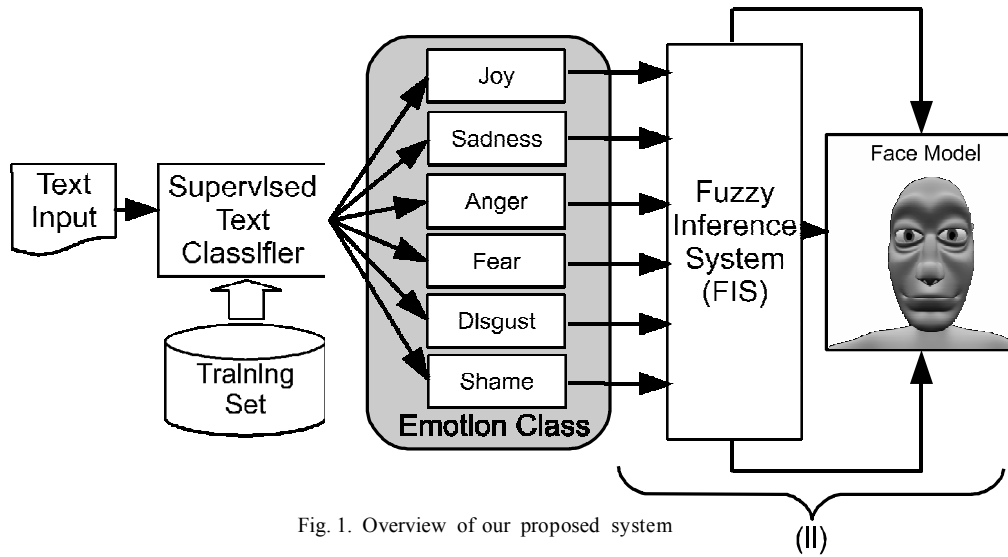 Text
Input
Supervised
Text
Classifier
Training
Set
Joy
Sadness
Anger
Fear
Disgust
Shame
Emotion Class
Fuzzy
Inference
System
(FIS)
Face Model
(II)
Fig. 1. Overview of our proposed system